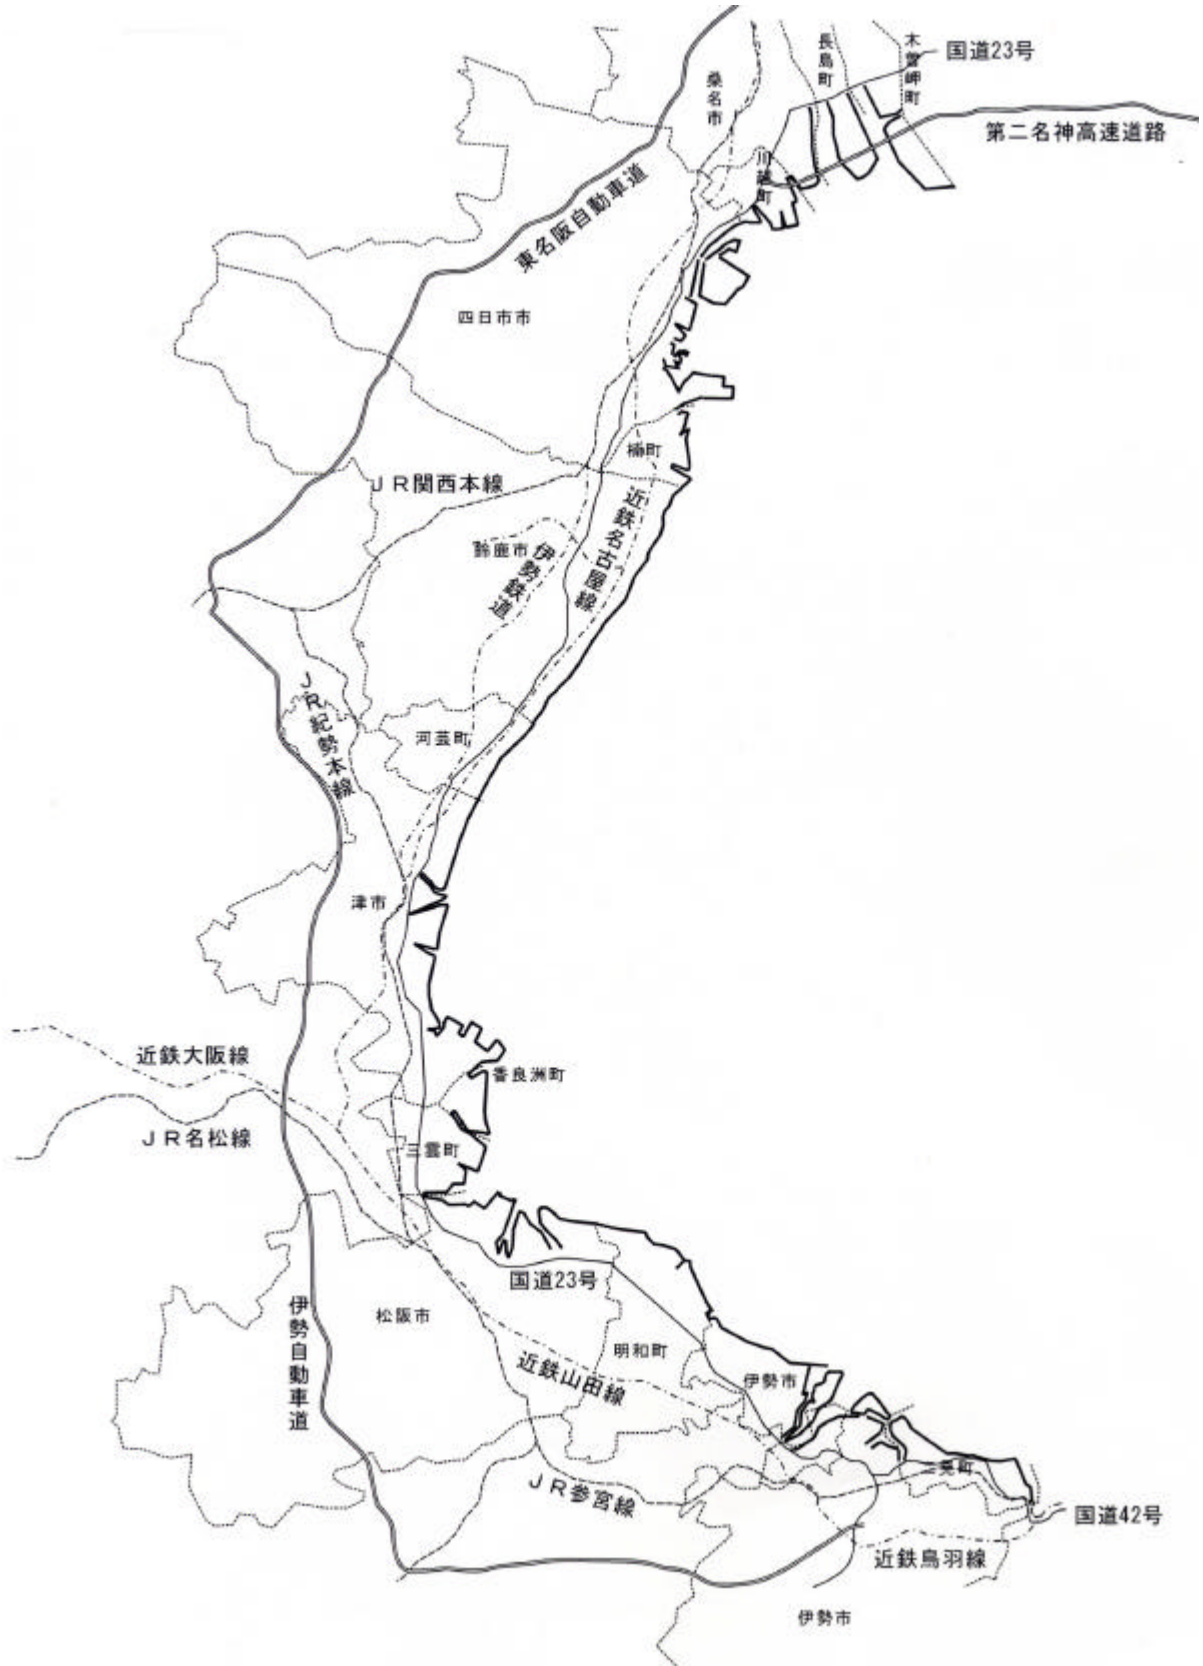 国道23号
木曽岬町
長島町
桑名市
第二名神高速道路
川越町
東名阪自動車道
四日市市
楠町
JR関西本線
近鉄名古屋線
鈴鹿市
伊勢鉄道
JR紀勢本線
河芸町
津市
近鉄大阪線
香良洲町
JR名松線
三雲町
国道23号
伊勢自動車道
松阪市
明和町
近鉄山田線
伊勢市
二見町
JR参宮線
国道42号
近鉄鳥羽線
伊勢市